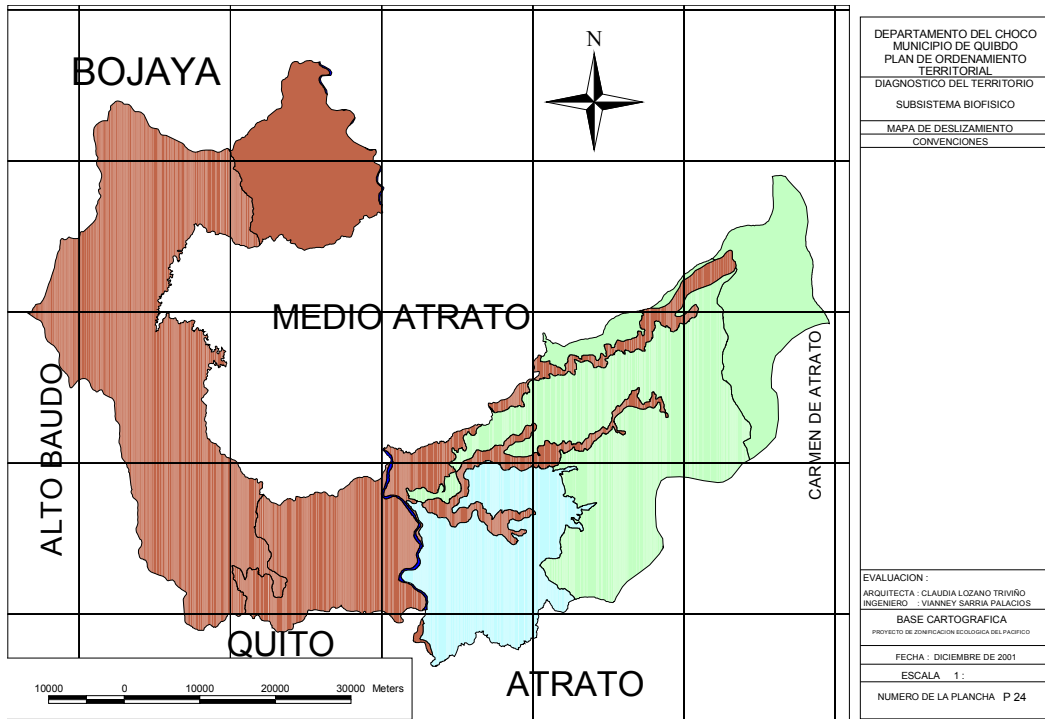 BOJAYA
N
MEDIO ATRATO
ALTO BAUDO
CARMEN DE ATRATO
QUITO
ATRATO
10000 0 10000 20000 30000 Meters
DEPARTAMENTO DEL CHOCO
MUNICIPIO DE QUIBDO
PLAN DE ORDENAMIENTO
TERRITORIAL
DIAGNOSTICO DEL TERRITORIO
SUBSISTEMA BIOFISICO
MAPA DE DESLIZAMIENTO
CONVENCIONES
EVALUACION :
ARQUITECTA : CLAUDIA LOZANO TRIVIÑO
INGENIERO : VIANNEY SARRIA PALACIOS
BASE CARTOGRAFICA
PROYECTO DE ZONIFICACION ECOLOGICA DEL PACIFICO
FECHA : DICIEMBRE DE 2001
ESCALA 1 :
NUMERO DE LA PLANCHA P 24